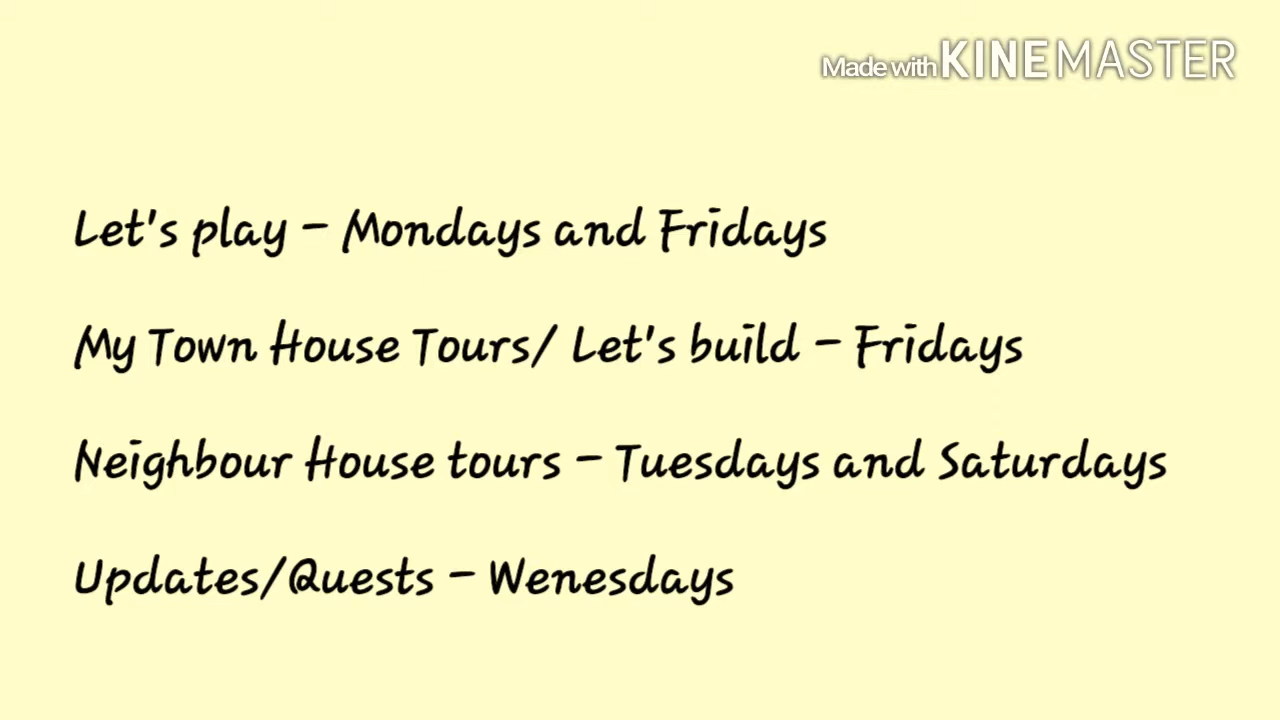 Made with KINEMASTER
Let's play - Mondays and Fridays
My Town House Tours/ Let's build - Fridays
Neighbour House tours - Tuesdays and Saturdays
Updates/Quests - Wenesdays